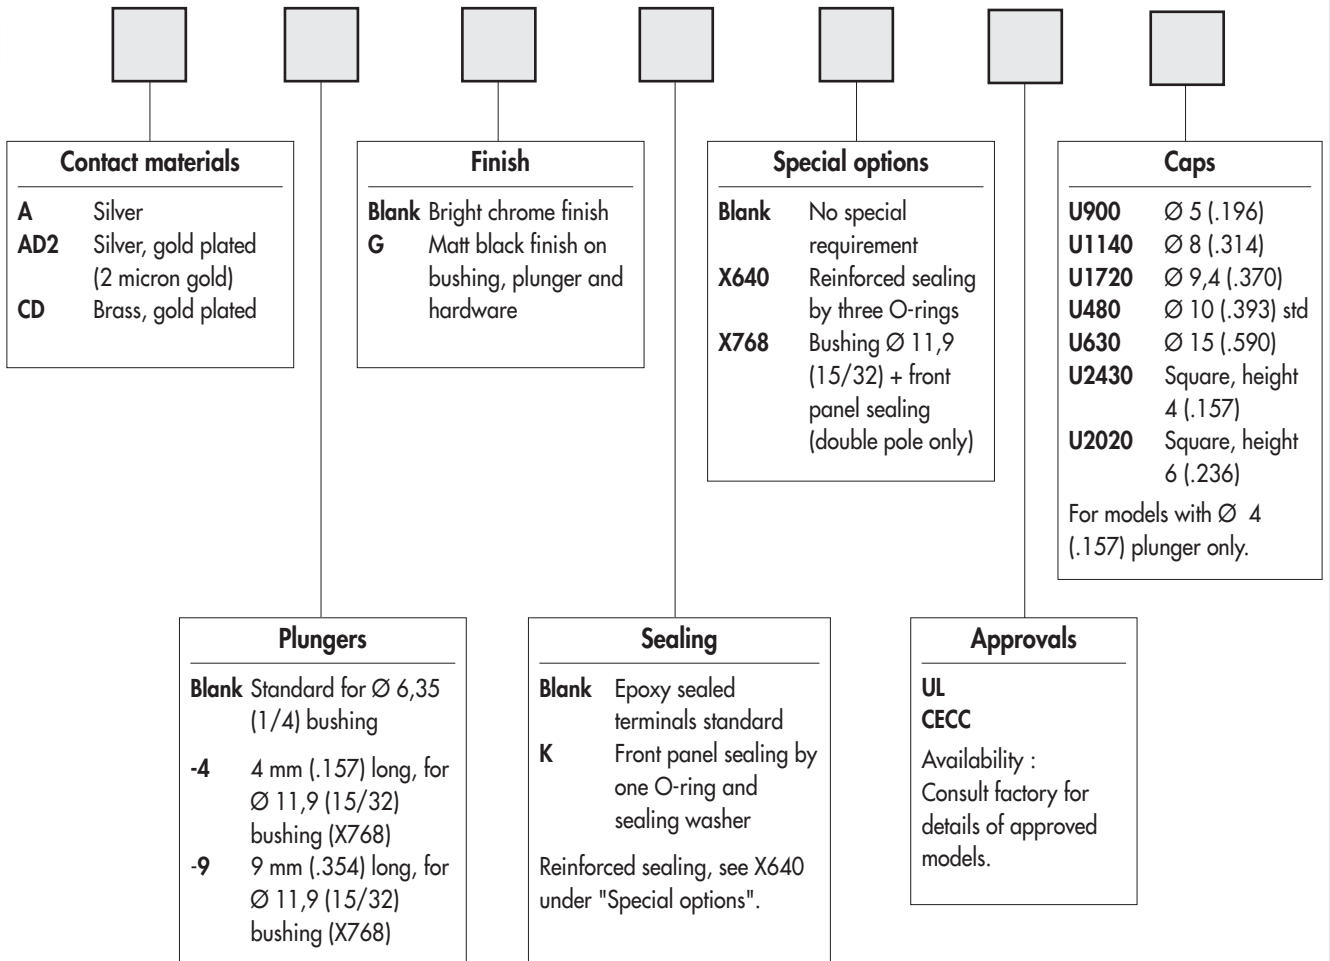 Contact materials
A Silver
AD2 Silver, gold plated
(2 micron gold)
CD Brass, gold plated
Finish
Blank Bright chrome finish
G Matt black finish on
bushing, plunger and
hardware
Special options
Blank No special
requirement
X640 Reinforced sealing
by three O-rings
X768 Bushing Ø 11,9
(15/32) + front
panel sealing
(double pole only)
Caps
U900 Ø 5 (.196)
U1140 Ø 8 (.314)
U1720 Ø 9,4 (.370)
U480 Ø 10 (.393) std
U630 Ø 15 (.590)
U2430 Square, height
4 (.157)
U2020 Square, height
6 (.236)
For models with Ø 4
(.157) plunger only.
Plungers
Blank Standard for Ø 6,35
(1/4) bushing
-4 4 mm (.157) long, for
Ø 11,9 (15/32)
bushing (X768)
-9 9 mm (.354) long, for
Ø 11,9 (15/32)
bushing (X768)
Sealing
Blank Epoxy sealed
terminals standard
K Front panel sealing by
one O-ring and
sealing washer
Reinforced sealing, see X640
under "Special options".
Approvals
UL
CECC
Availability :
Consult factory for
details of approved
models.